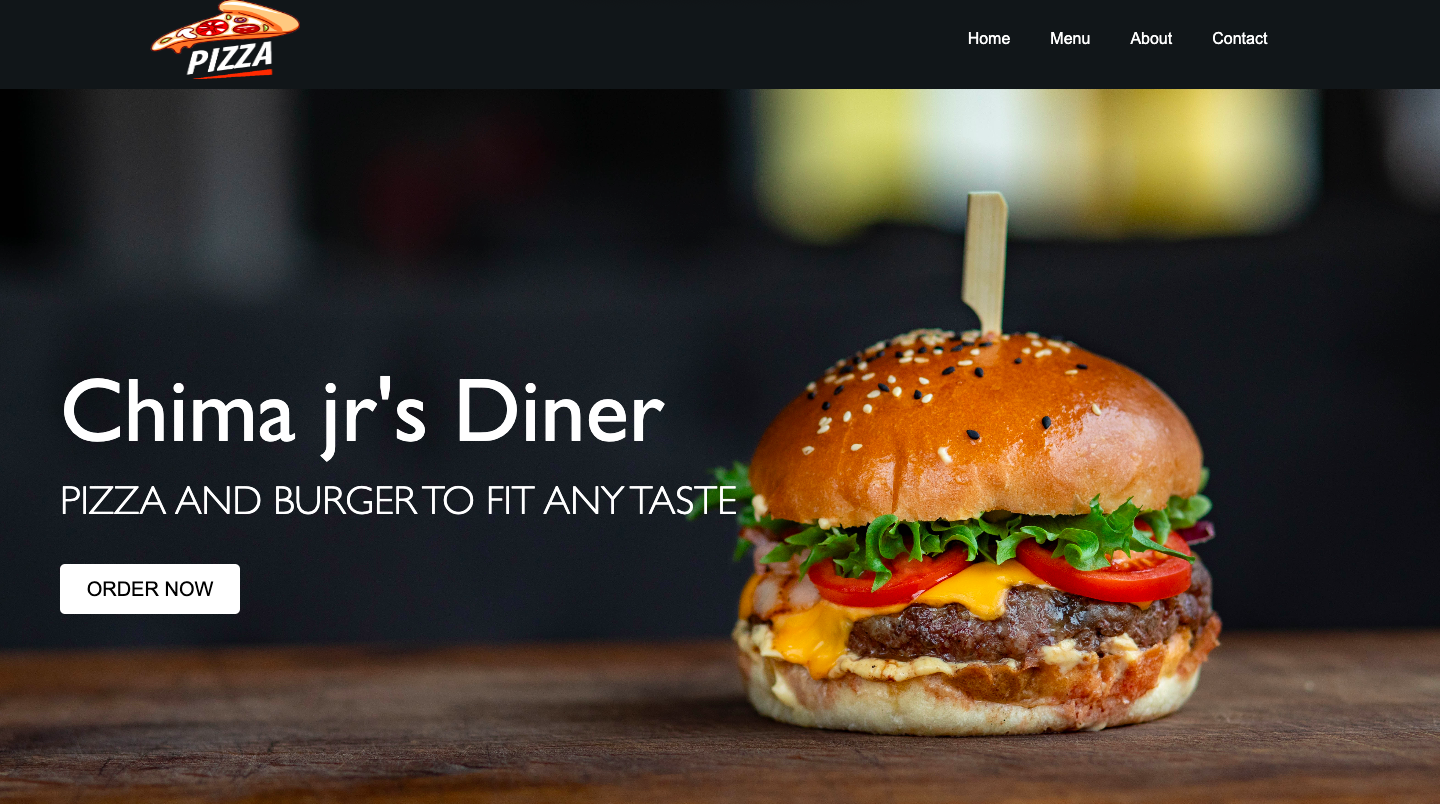 PIZZA
Home Menu About Contact
Chima jr's Diner
PIZZA AND BURGER TO FIT ANY TASTE
ORDER NOW